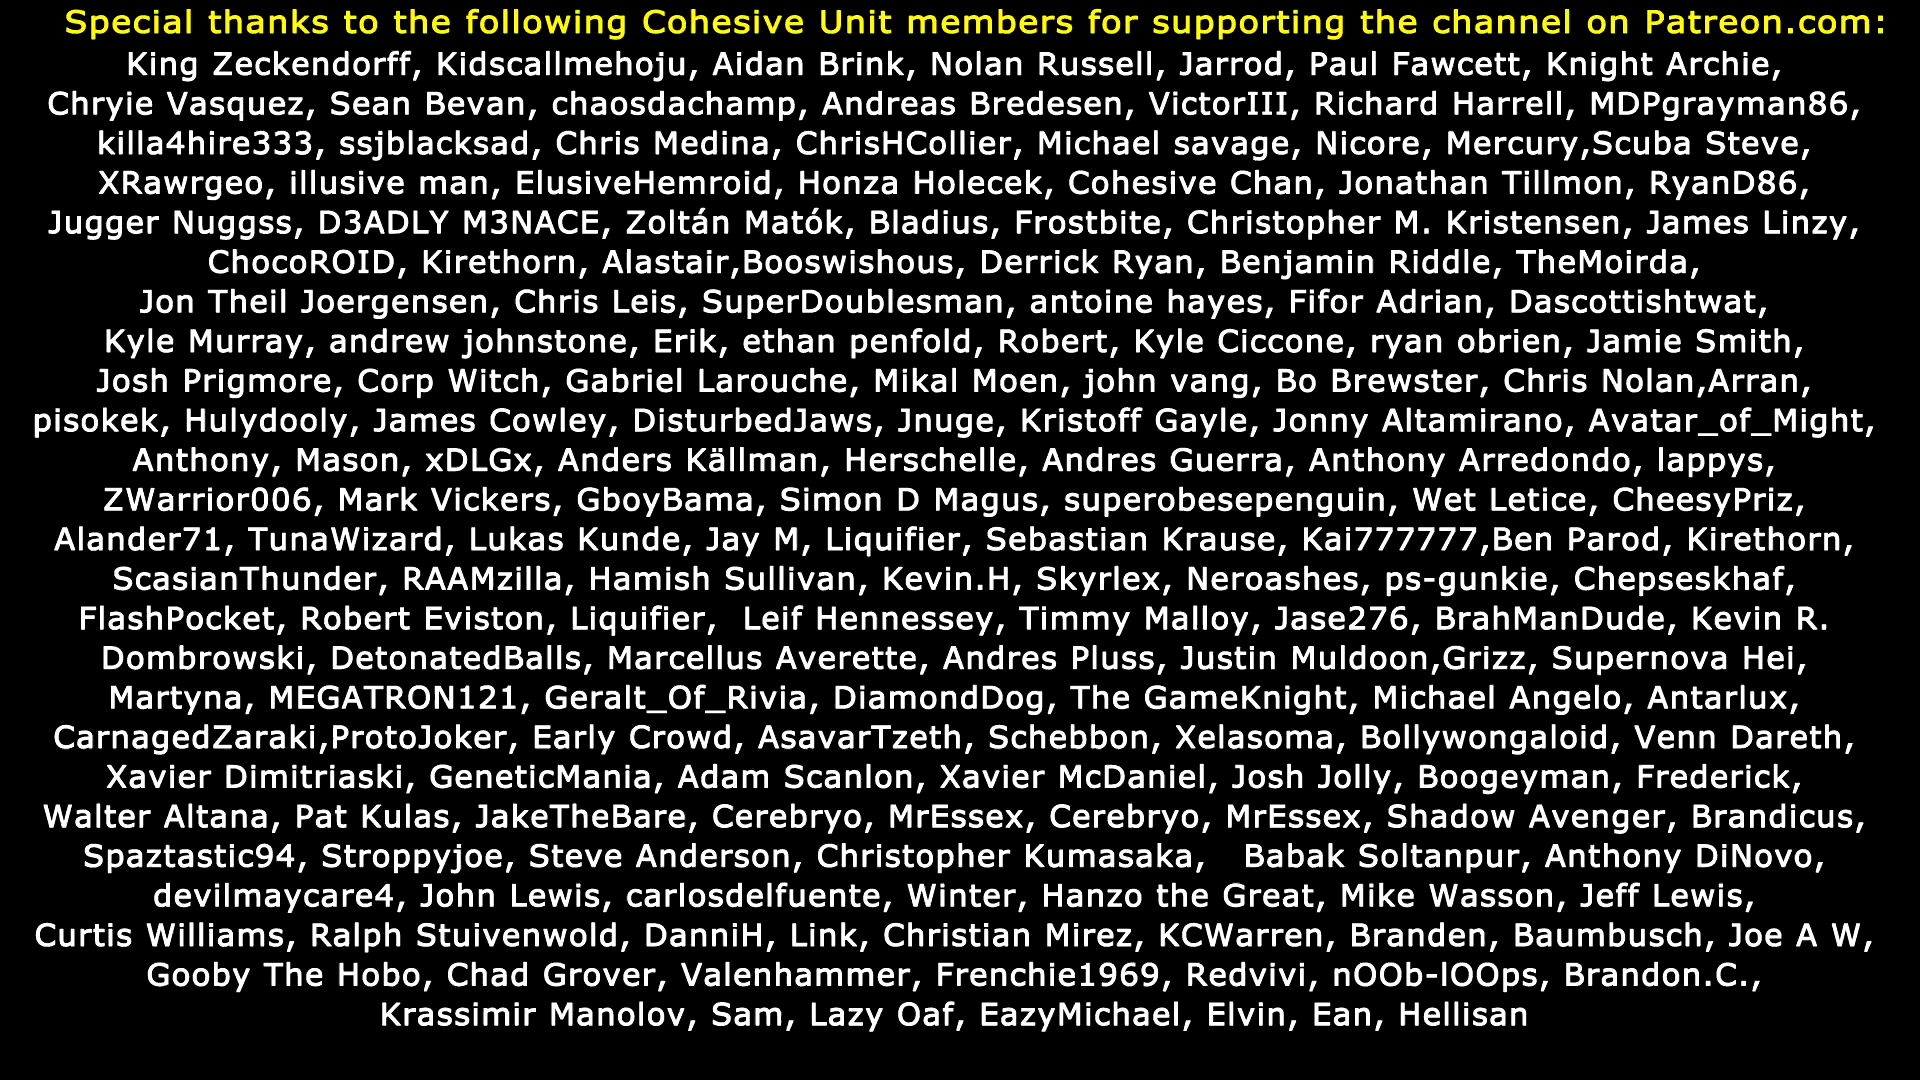 Special thanks to the following Cohesive Unit members for supporting the channel on Patreon.com:
King Zeckendorff, Kidscallmehoju, Aidan Brink, Nolan Russell, Jarrod, Paul Fawcett, Knight Archie,
Chryie Vasquez, Sean Bevan, chaosdachamp, Andreas Bredesen, VictorIII, Richard Harrell, MDPgrayman86,
killa4hire333, ssjblacksad, Chris Medina, ChrisHCollier, Michael savage, Nicore, Mercury,Scuba Steve,
XRawrgeo, illusive man, ElusiveHemroid, Honza Holecek, Cohesive Chan, Jonathan Tillmon, RyanD86,
Jugger Nuggss, D3ADLY M3NACE, Zoltán Matók, Bladius, Frostbite, Christopher M. Kristensen, James Linzy,
ChocoROID, Kirethorn, Alastair,Booswishous, Derrick Ryan, Benjamin Riddle, TheMoirda,
Jon Theil Joergensen, Chris Leis, SuperDoublesman, antoine hayes, Fifor Adrian, Dascottishtwat,
Kyle Murray, andrew johnstone, Erik, ethan penfold, Robert, Kyle Ciccone, ryan obrien, Jamie Smith,
Josh Prigmore, Corp Witch, Gabriel Larouche, Mikal Moen, john vang, Bo Brewster, Chris Nolan,Arran,
pisokek, Hulydooly, James Cowley, DisturbedJaws, Jnuge, Kristoff Gayle, Jonny Altamirano, Avatar_of_Might,
Anthony, Mason, xDLGx, Anders Källman, Herschelle, Andres Guerra, Anthony Arredondo, lappys,
ZWarrior006, Mark Vickers, GboyBama, Simon D Magus, superobesepenguin, Wet Letice, CheesyPriz,
Alander71, TunaWizard, Lukas Kunde, Jay M, Liquifier, Sebastian Krause, Kai777777,Ben Parod, Kirethorn,
ScasianThunder, RAAMzilla, Hamish Sullivan, Kevin.H, Skyrlex, Neroashes, ps-gunkie, Chepseskhaf,
FlashPocket, Robert Eviston, Liquifier,  Leif Hennessey, Timmy Malloy, Jase276, BrahManDude, Kevin R.
Dombrowski, DetonatedBalls, Marcellus Averette, Andres Pluss, Justin Muldoon,Grizz, Supernova Hei,
Martyna, MEGATRON121, Geralt_Of_Rivia, DiamondDog, The GameKnight, Michael Angelo, Antarlux,
CarnagedZaraki,ProtoJoker, Early Crowd, AsavarTzeth, Schebbon, Xelasoma, Bollywongaloid, Venn Dareth,
Xavier Dimitriaski, GeneticMania, Adam Scanlon, Xavier McDaniel, Josh Jolly, Boogeyman, Frederick,
Walter Altana, Pat Kulas, JakeTheBare, Cerebryo, MrEssex, Cerebryo, MrEssex, Shadow Avenger, Brandicus,
Spaztastic94, Stroppyjoe, Steve Anderson, Christopher Kumasaka,   Babak Soltanpur, Anthony DiNovo,
devilmaycare4, John Lewis, carlosdelfuente, Winter, Hanzo the Great, Mike Wasson, Jeff Lewis,
Curtis Williams, Ralph Stuivenwold, DanniH, Link, Christian Mirez, KCWarren, Branden, Baumbusch, Joe A W,
Gooby The Hobo, Chad Grover, Valenhammer, Frenchie1969, Redvivi, nOOb-lOOps, Brandon.C.,
Krassimir Manolov, Sam, Lazy Oaf, EazyMichael, Elvin, Ean, Hellisan